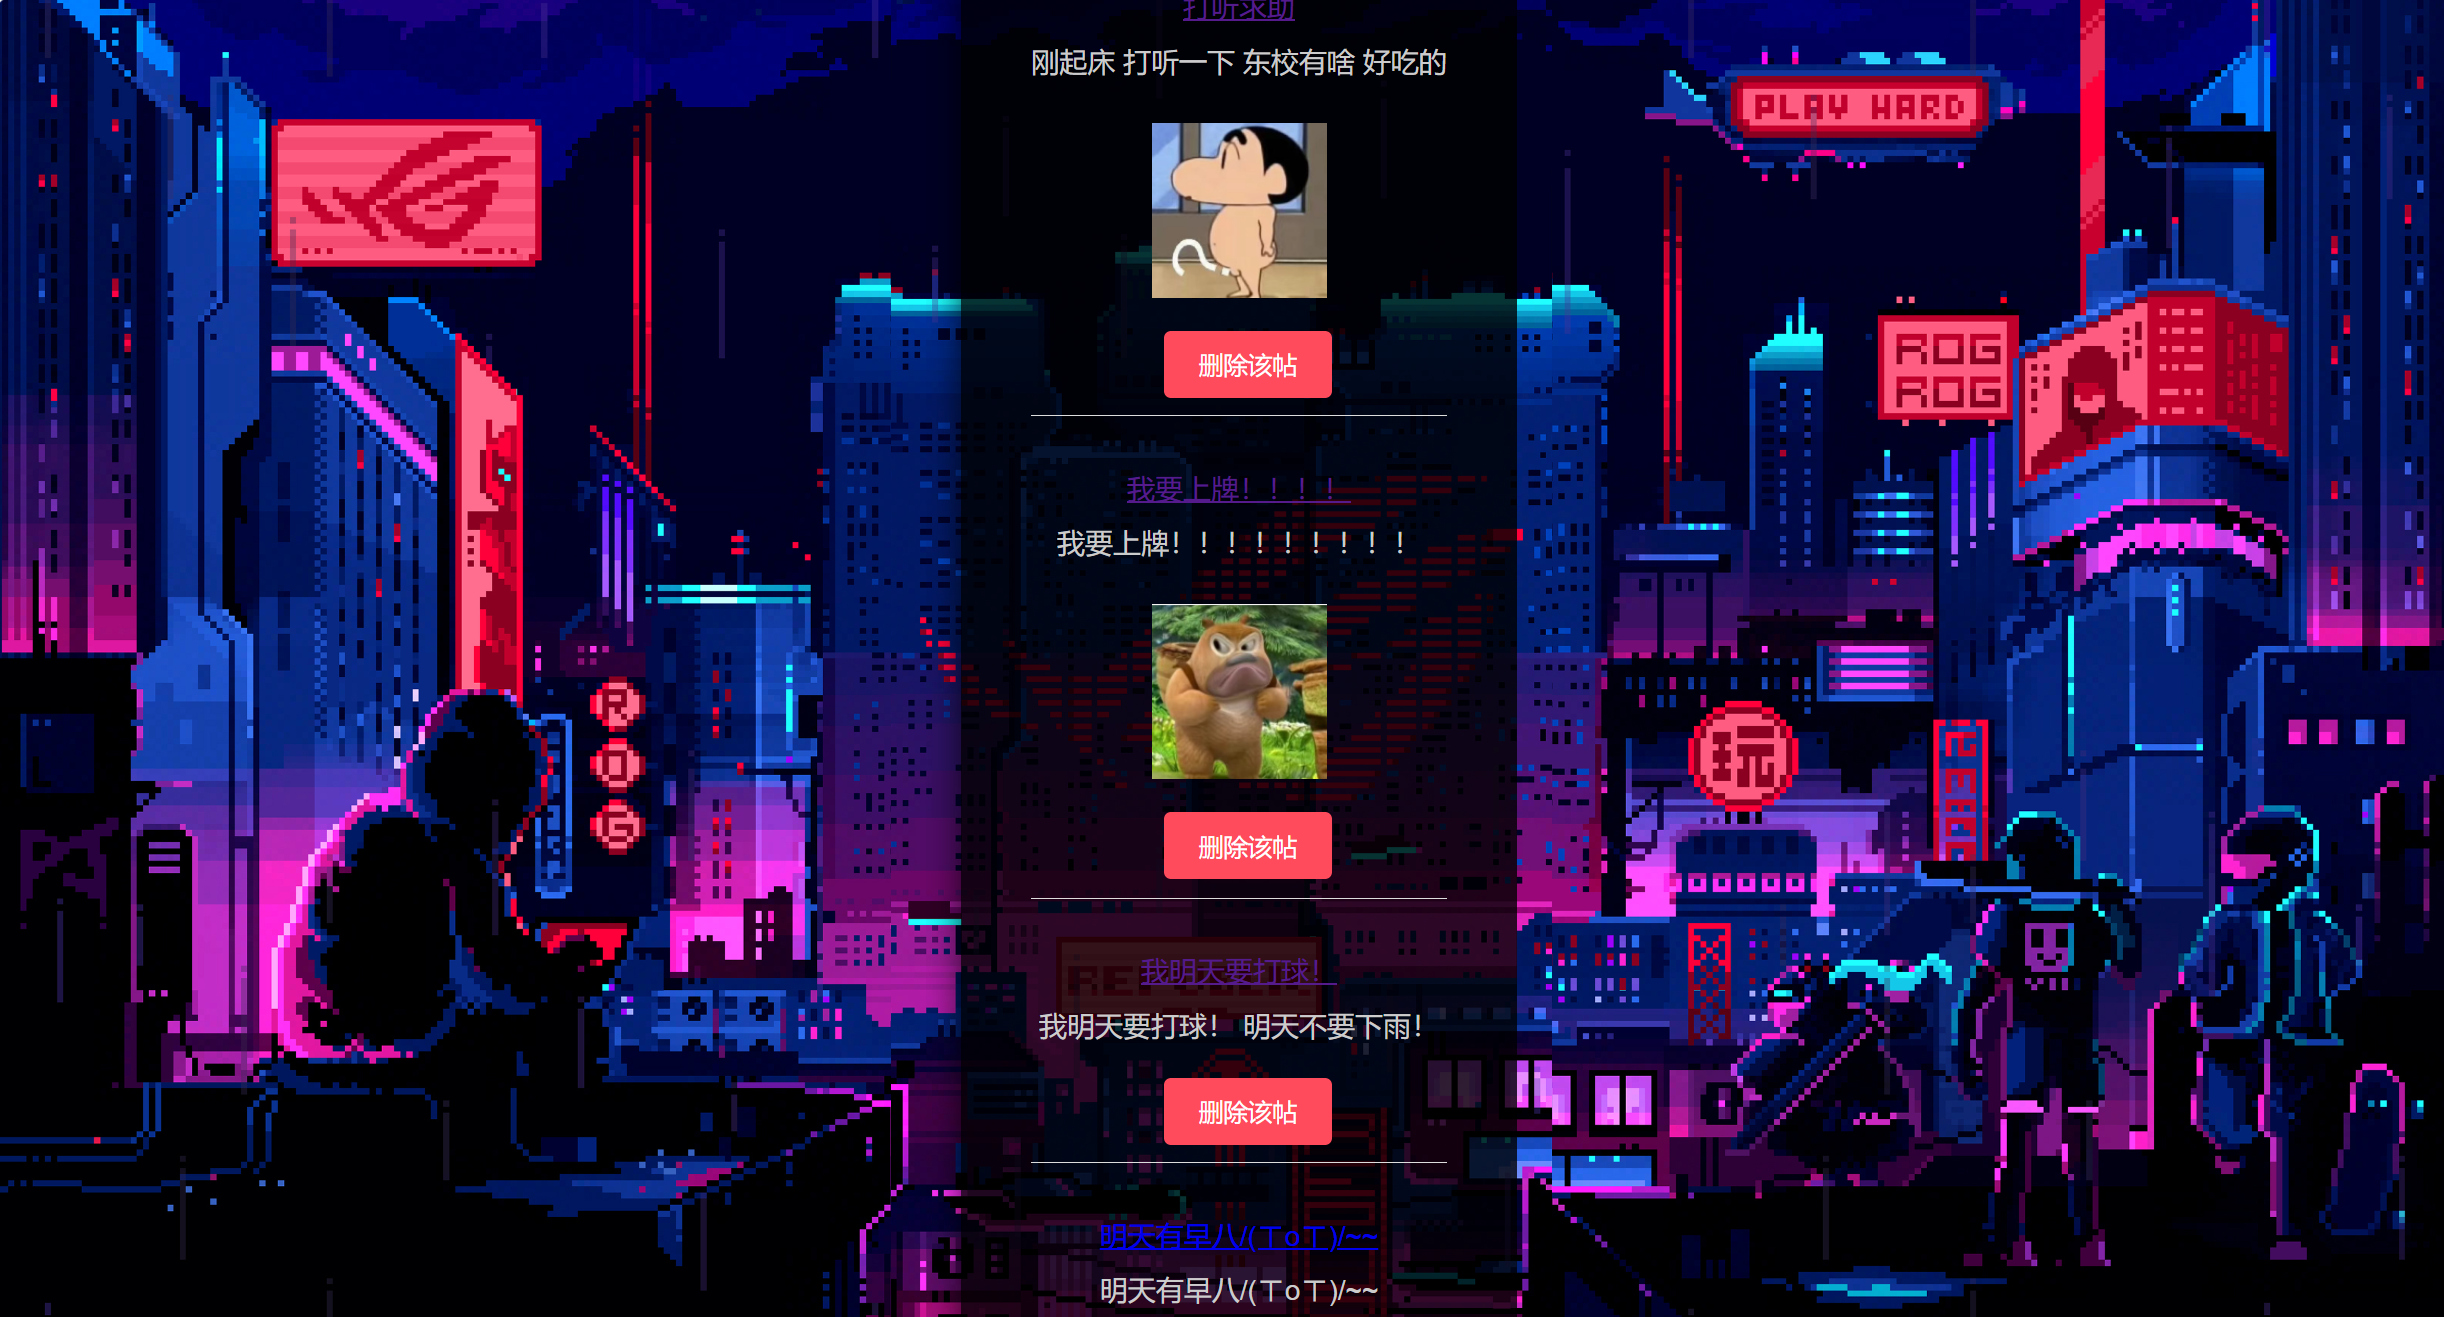 打听求助
刚起床 打听一下 东校有啥 好吃的
PLAY HARD
删除该帖
ROG
ROG
我要上牌！！！！
我要上牌！！！！！！！！！
R
O
G
玩
删除该帖
我明天要打球！
我明天要打球！ 明天不要下雨！
删除该帖
明天有早八/(ㄒoㄒ)/~~
明天有早八/(ㄒoㄒ)/~~